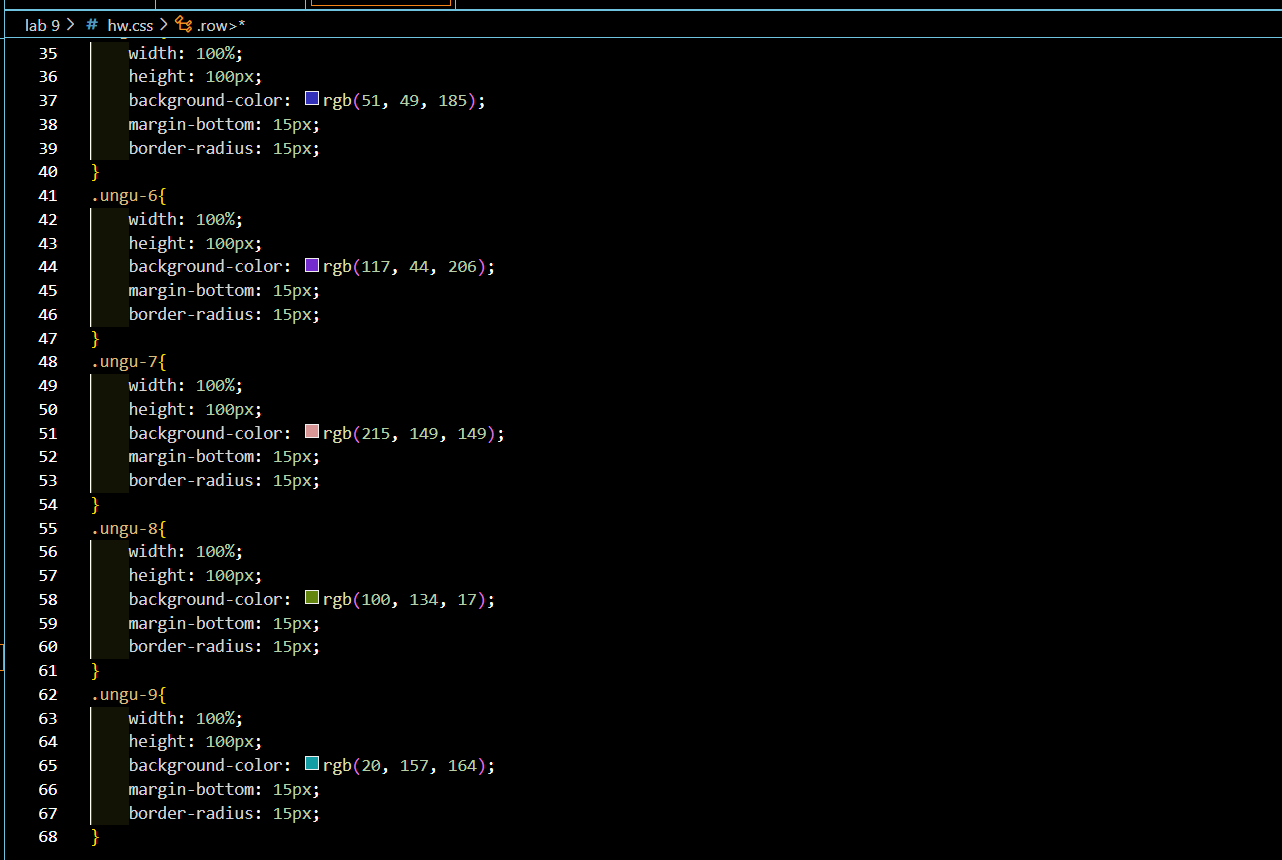 lab 9 > # hw.css > .row>*
35 width: 100%;
36 height: 100px;
37 background-color: rgb(51, 49, 185);
38 margin-bottom: 15px;
39 border-radius: 15px;
40 }
41 .ungu-6{
42 width: 100%;
43 height: 100px;
44 background-color: rgb(117, 44, 206);
45 margin-bottom: 15px;
46 border-radius: 15px;
47 }
48 .ungu-7{
49 width: 100%;
50 height: 100px;
51 background-color: rgb(215, 149, 149);
52 margin-bottom: 15px;
53 border-radius: 15px;
54 }
55 .ungu-8{
56 width: 100%;
57 height: 100px;
58 background-color: rgb(100, 134, 17);
59 margin-bottom: 15px;
60 border-radius: 15px;
61 }
62 .ungu-9{
63 width: 100%;
64 height: 100px;
65 background-color: rgb(20, 157, 164);
66 margin-bottom: 15px;
67 border-radius: 15px;
68 }